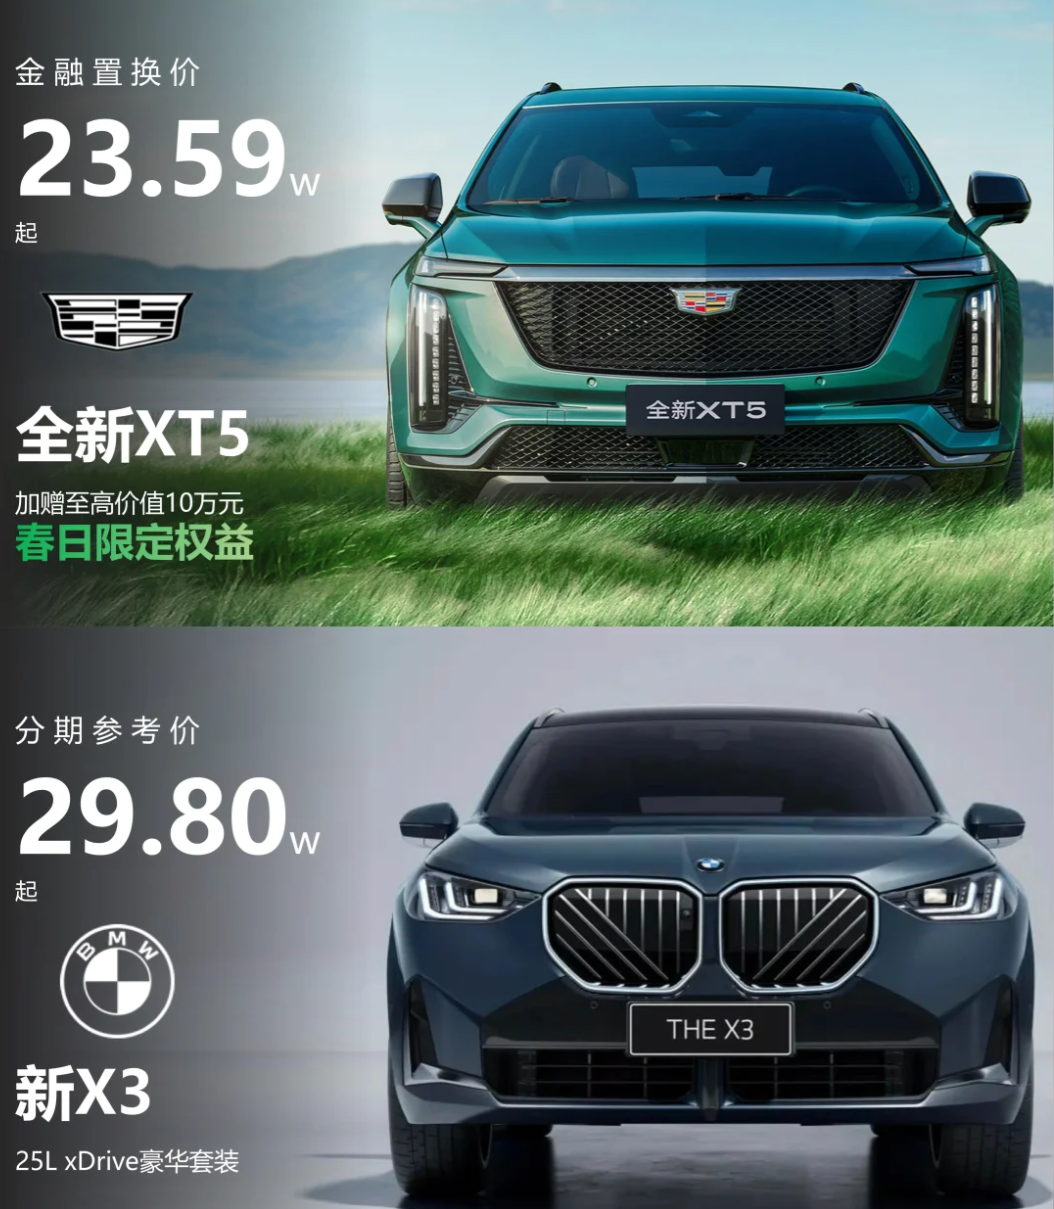 金融置换价
23.59w
起
全新XT5
加赠至高价值10万元
春日限定权益
全新XT5
分期参考价
29.80w
起
BMW
新X3
25L xDrive豪华套装
THE X3